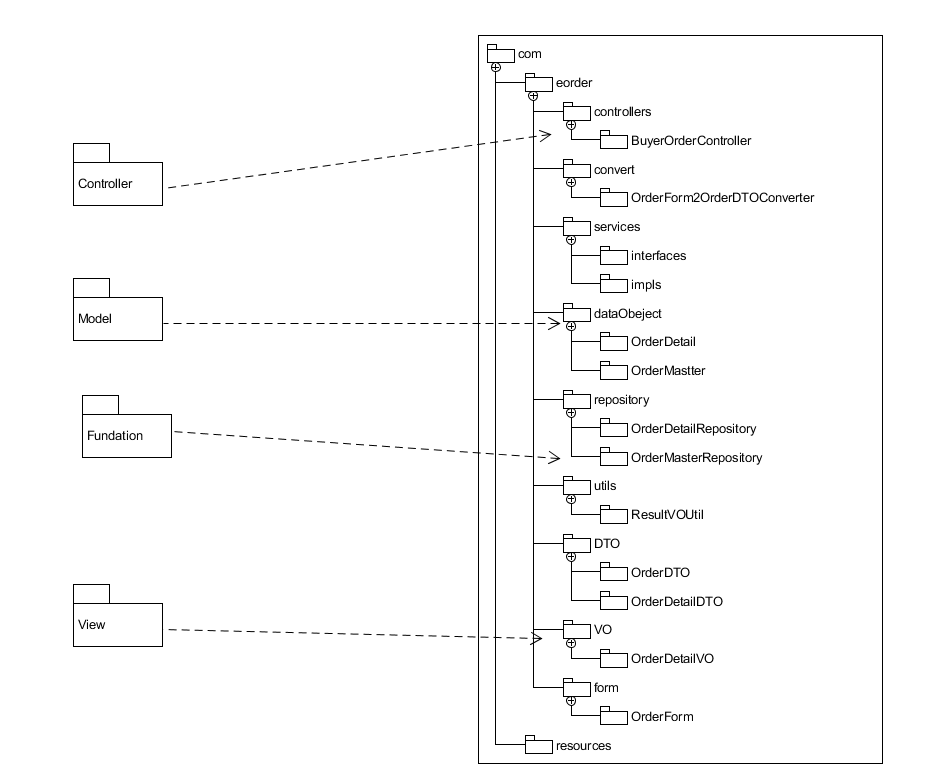 com
eorder
controllers
BuyerOrderController
Controller
convert
OrderForm2OrderDTOConverter
services
interfaces
impls
Model
dataObeject
OrderDetail
OrderMastter
repository
Fundation
OrderDetailRepository
OrderMasterRepository
utils
ResultVOUtil
DTO
OrderDTO
OrderDetailDTO
View
VO
OrderDetailVO
form
OrderForm
resources